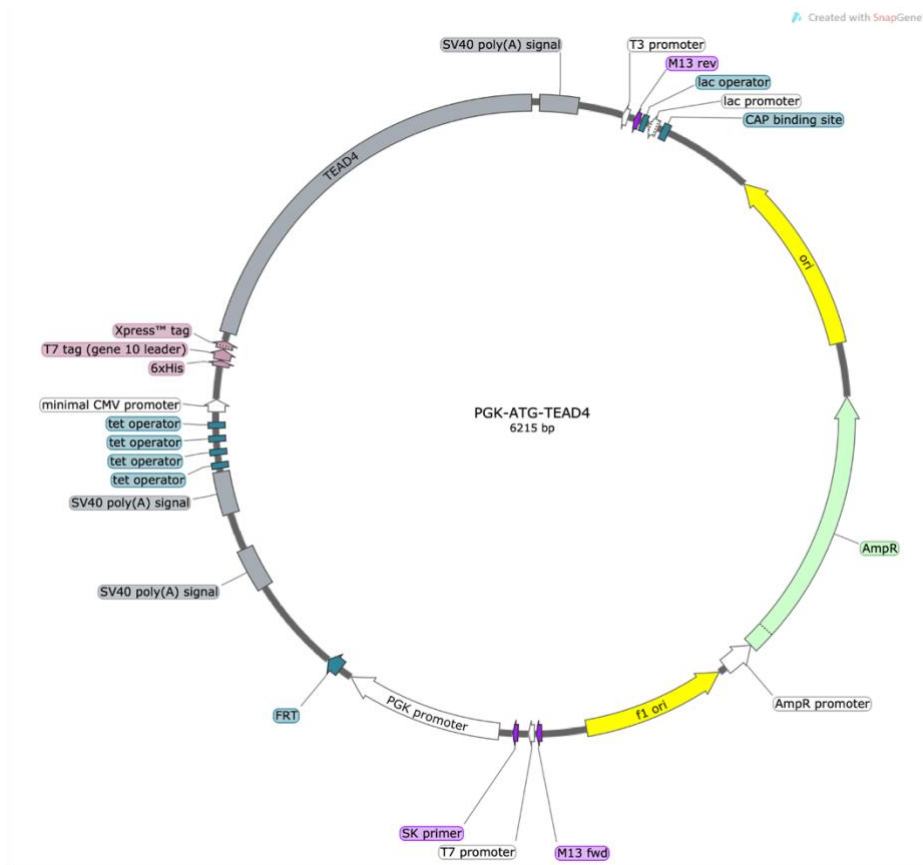 Created with SnapGene
SV40 poly(A) signal
T3 promoter
M13 rev
lac operator
lac promoter
CAP binding site
TEAD4
ori
Xpress™ tag
T7 tag (gene 10 leader)
6xHis
minimal CMV promoter
tet operator
tet operator
tet operator
tet operator
SV40 poly(A) signal
SV40 poly(A) signal
PGK-ATG-TEAD4
6215 bp
AmpR
AmpR promoter
f1 ori
PGK promoter
FRT
SK primer
T7 promoter
M13 fwd